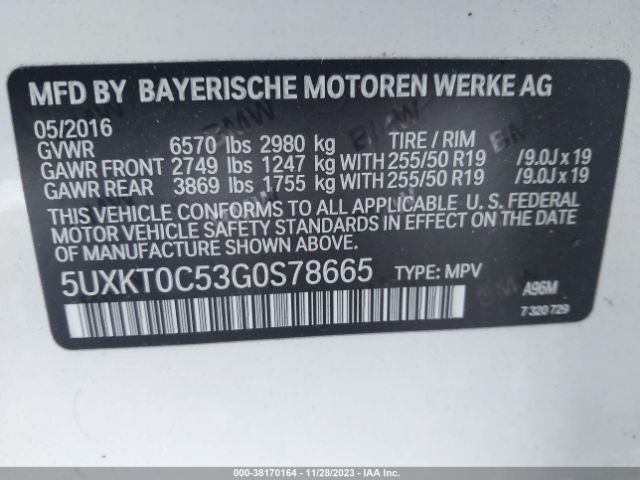 MFD BY BAYERISCHE MOTOREN WERKE AG
05/2016
GVWR 6570 lbs 2980 kg TIRE / RIM
GAWR FRONT 2749 lbs 1247 kg WITH 255/50 R19 /9.0J x 19
GAWR REAR 3869 lbs 1755 kg WITH 255/50 R19 /9.0J x 19
THIS VEHICLE CONFORMS TO ALL APPLICABLE U. S. FEDERAL
MOTOR VEHICLE SAFETY STANDARDS IN EFFECT ON THE DATE
OF MANUFACTURE SHOWN ABOVE.
5UXKT0C53G0S78665 TYPE: MPV
A96M
7 320 729
000-38170164 | 11/28/2023 - IAA, Inc.